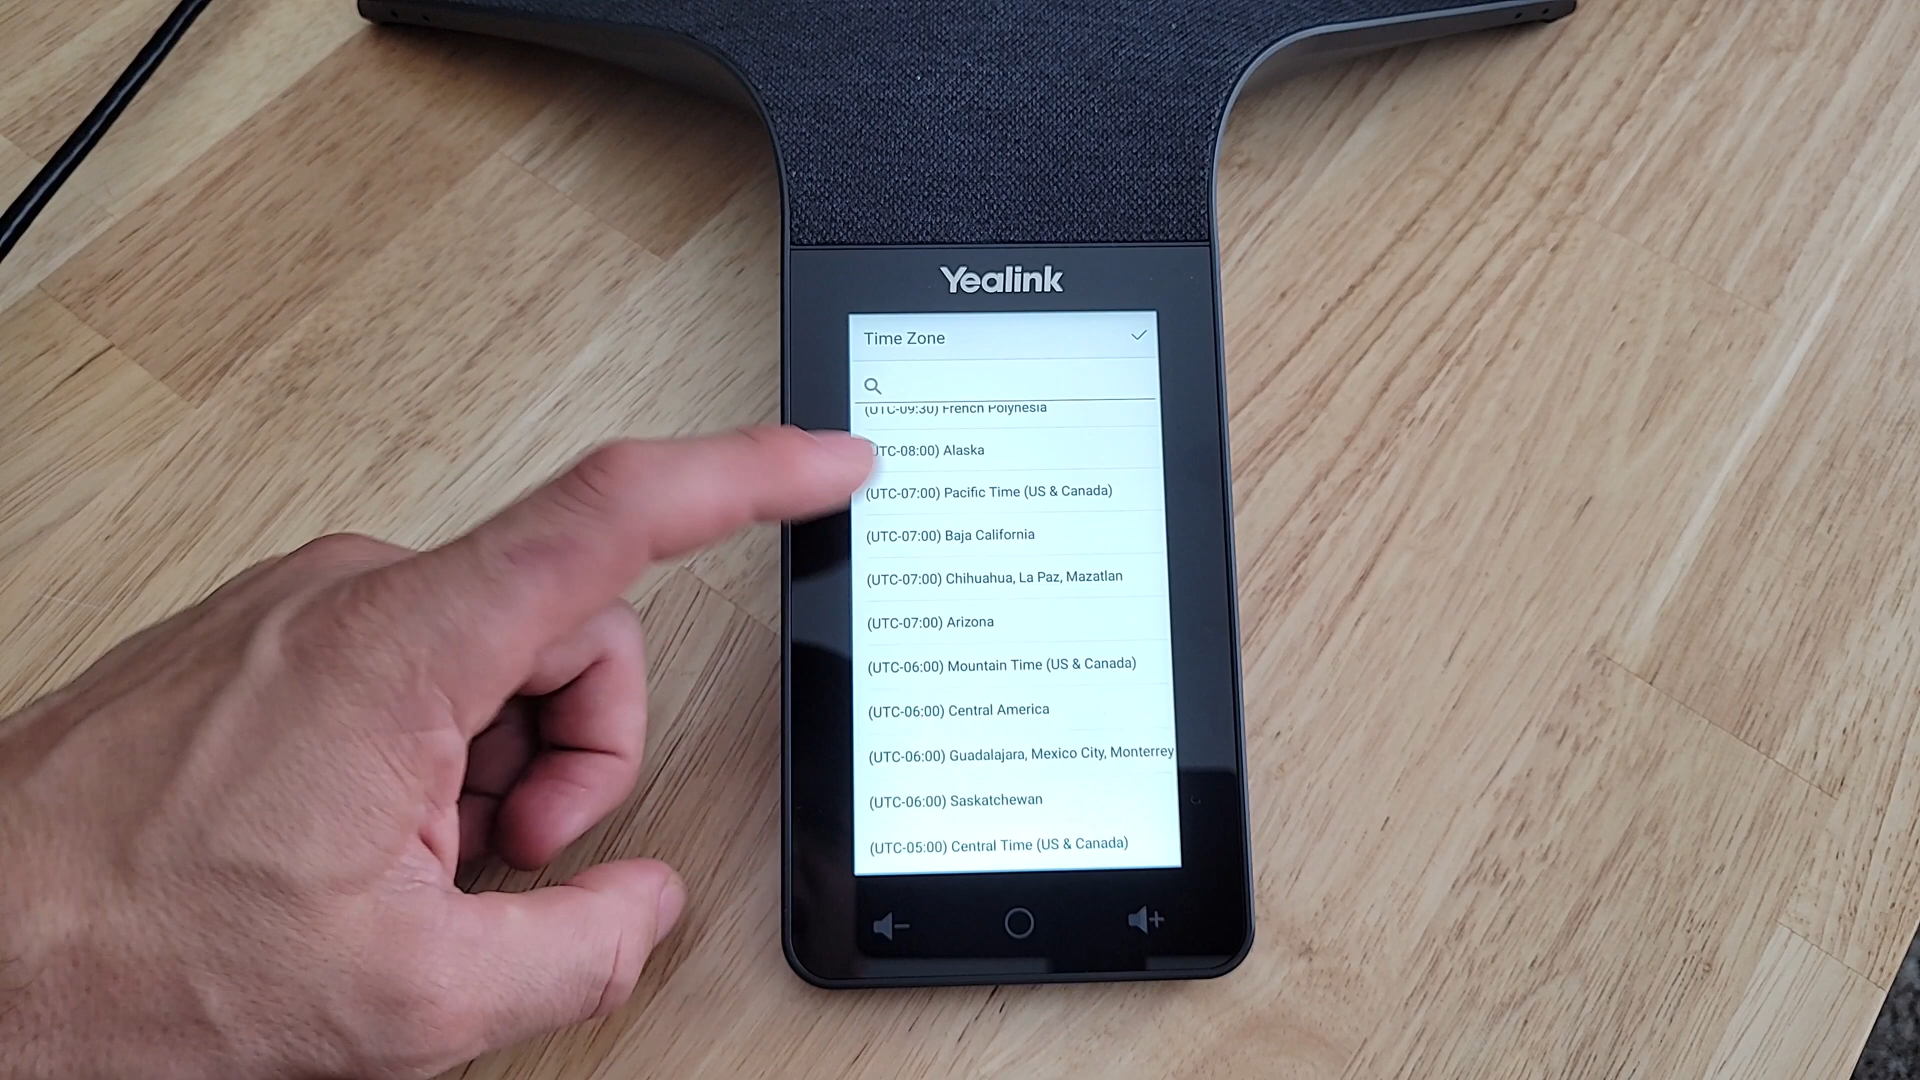 Yealink
Time Zone
(UTC-09:30) French Polynesia
UTC-08:00) Alaska
(UTC-07:00) Pacific Time (US & Canada)
(UTC-07:00) Baja California
(UTC-07:00) Chihuahua, La Paz, Mazatlan
(UTC-07:00) Arizona
(UTC-06:00) Mountain Time (US & Canada)
(UTC-06:00) Central America
(UTC-06:00) Guadalajara, Mexico City, Monterrey
(UTC-06:00) Saskatchewan
(UTC-05:00) Central Time (US & Canada)